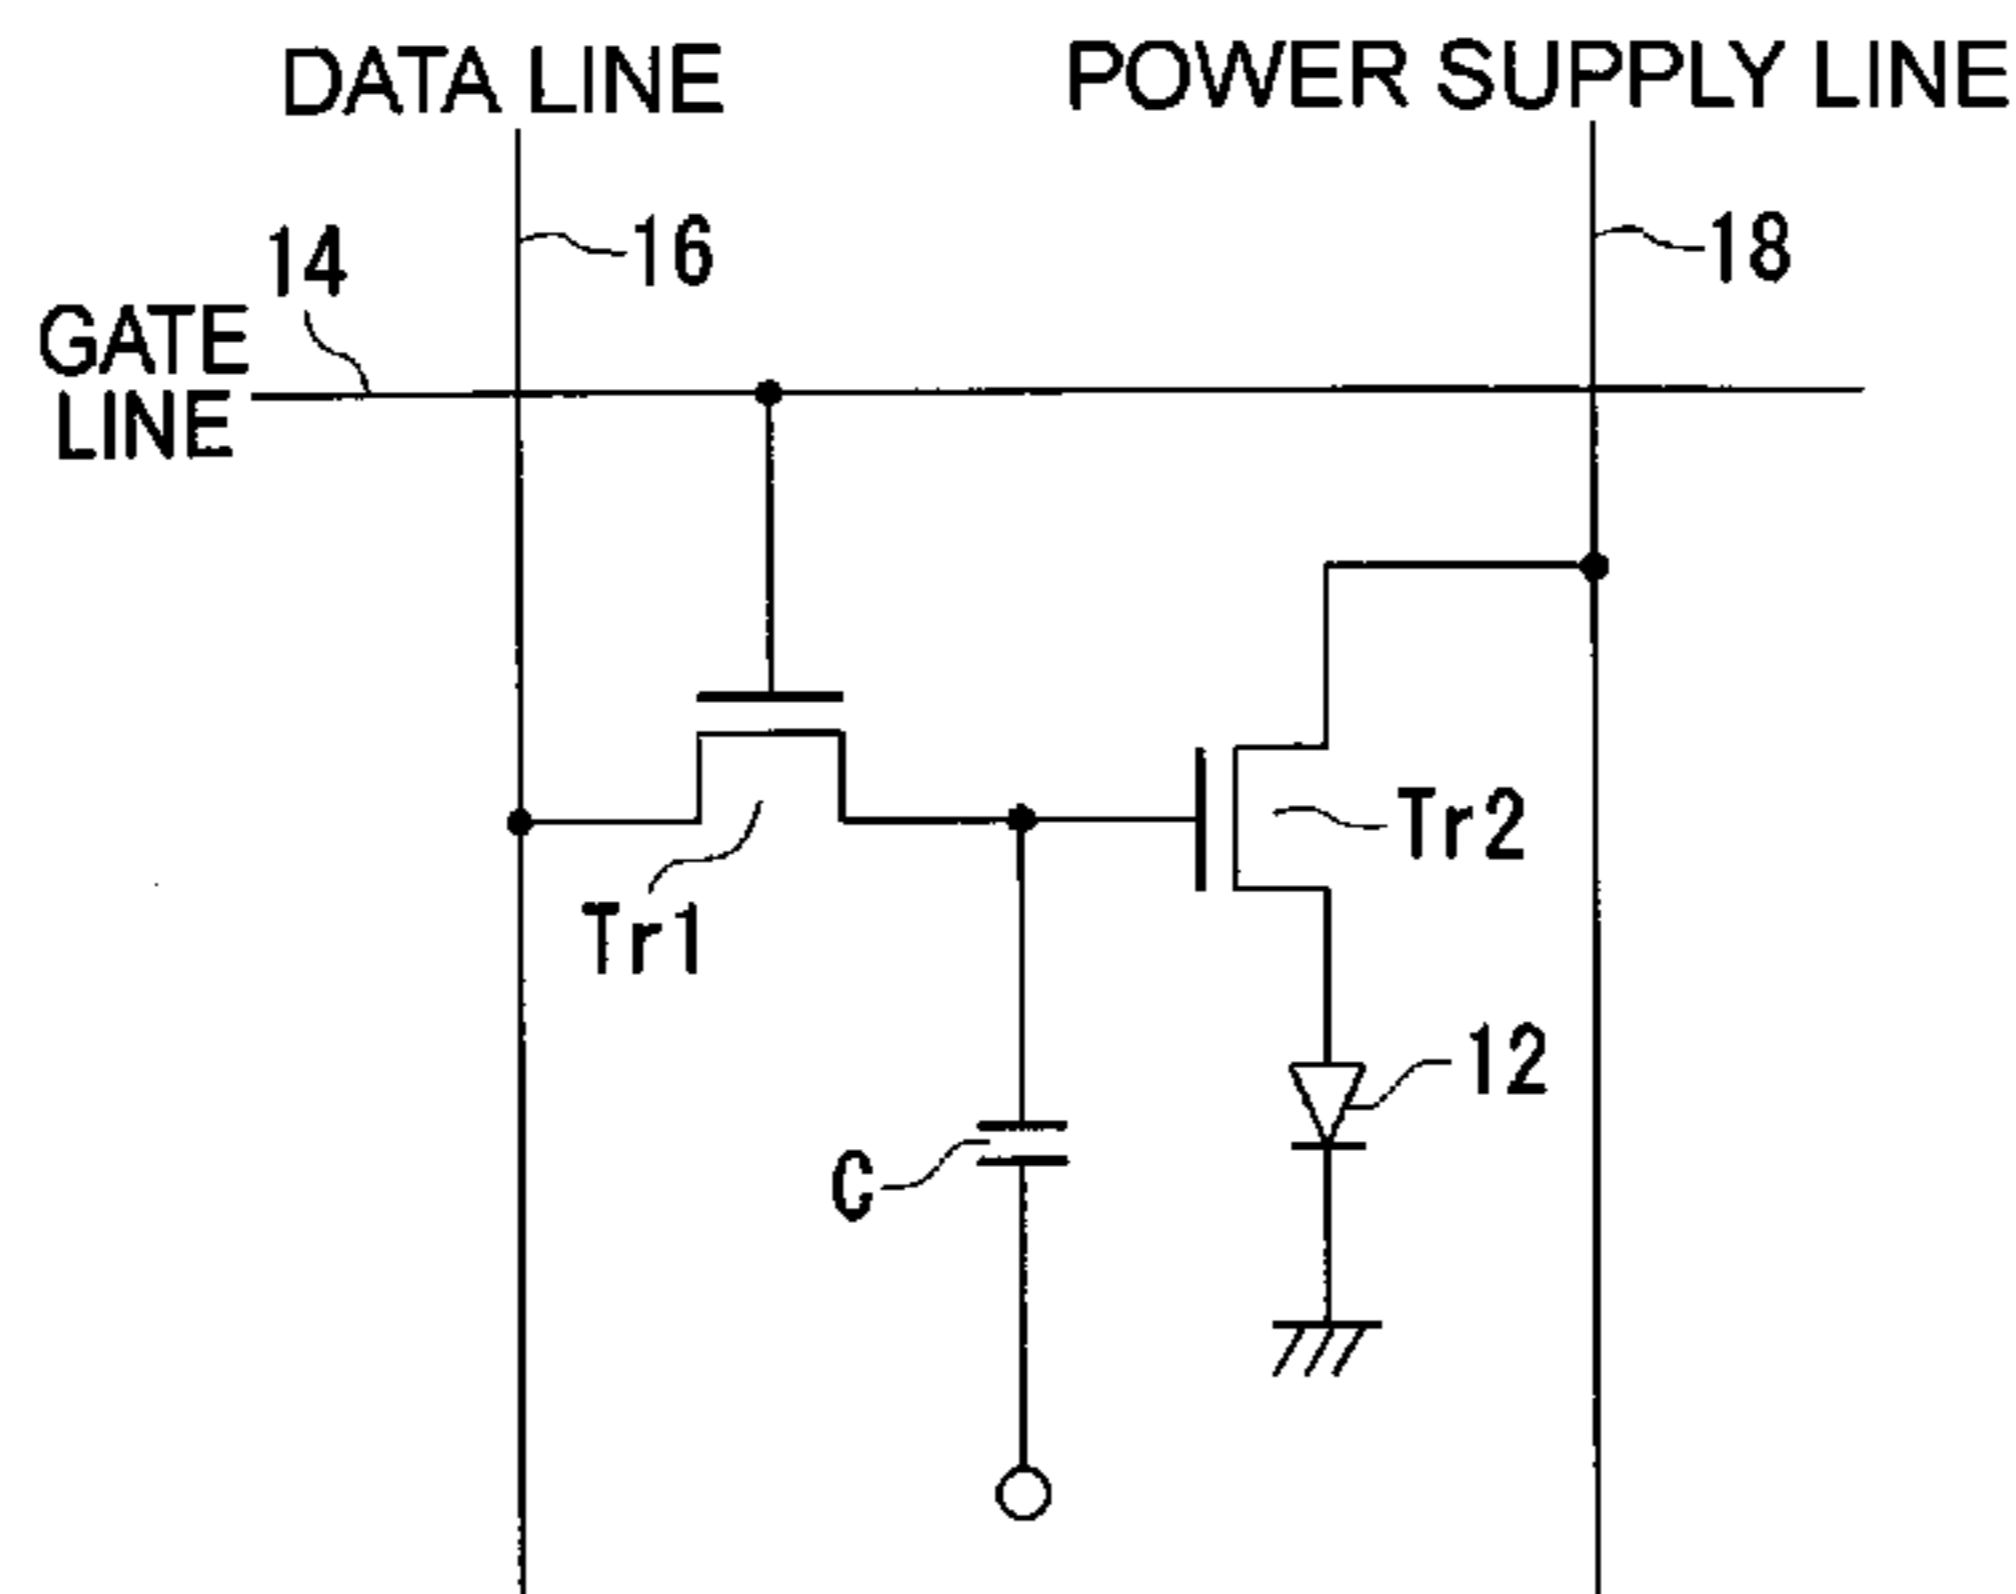 DATA LINE
POWER SUPPLY LINE
16
18
14
GATE
LINE
Tr2
Tr1
12
C